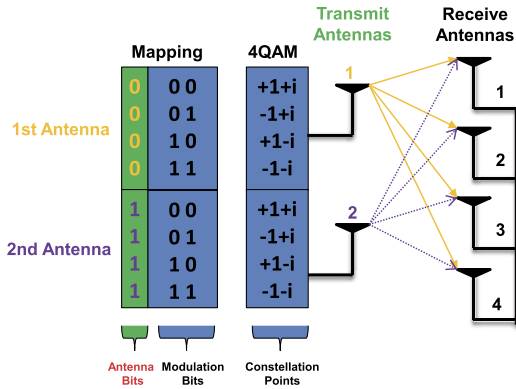 Transmit Antennas
Receive Antennas
Mapping
4QAM
1st Antenna
0 0 0 +1+i
0 0 1 -1+i
0 1 0 +1-i
0 1 1 -1-i
2nd Antenna
1 0 0 +1+i
1 0 1 -1+i
1 1 0 +1-i
1 1 1 -1-i
1
2
1
2
3
4
Antenna Bits
Modulation Bits
Constellation Points